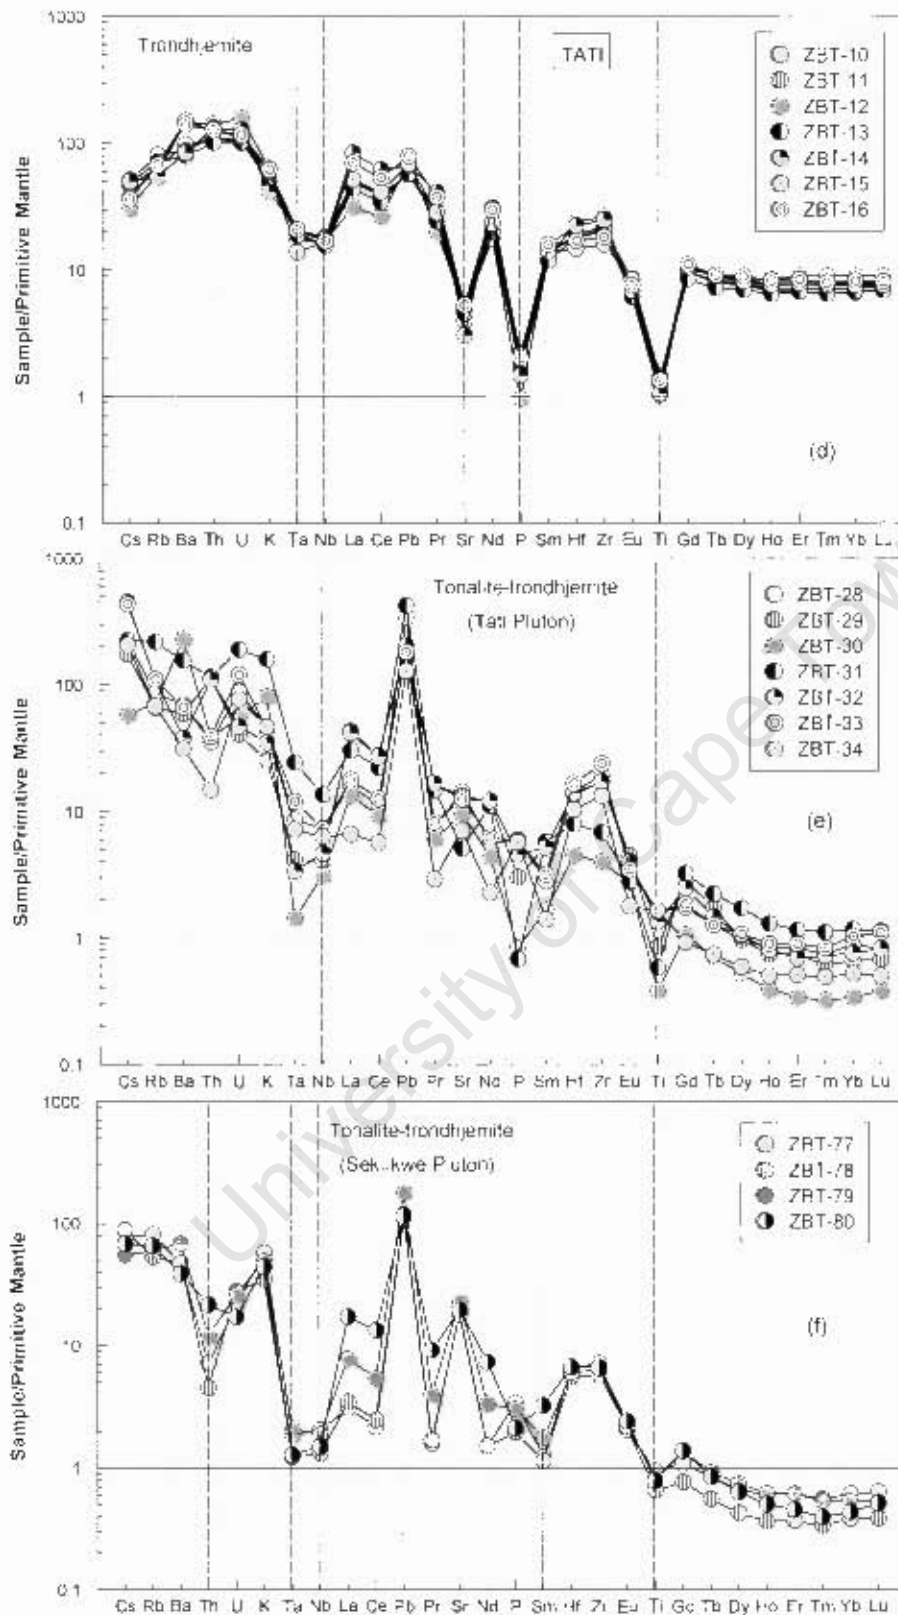 1000
Trondhjemite
TATI
ZBT-10
ZBT-11
ZBT-12
ZBT-13
ZBT-14
ZBT-15
ZBT-16
100
10
1
0.1
Sample/Primitive Mantle
(d)
Cs Rb Ba Th U K Ta Nb La Ce Pb Pr Sr Nd P Sm Hf Zr Eu Ti Gd Tb Dy Ho Er Tm Yb Lu
1000
Tonalite-trondhjemite
(Tati Pluton)
ZBT-28
ZBT-29
ZBT-30
ZBT-31
ZBT-32
ZBT-33
ZBT-34
100
10
1
0.1
Sample/Primitive Mantle
(e)
Cs Rb Ba Th U K Ta Nb La Ce Pb Pr Sr Nd P Sm Hf Zr Eu Ti Gd Tb Dy Ho Er Tm Yb Lu
1000
Tonalite-trondhjemite
(Sekukwe Pluton)
ZBT-77
ZBT-78
ZBT-79
ZBT-80
100
10
1
0.1
Sample/Primitive Mantle
(f)
Cs Rb Ba Th U K Ta Nb La Ce Pb Pr Sr Nd P Sm Hf Zr Eu Ti Gd Tb Dy Ho Er Tm Yb Lu
University of Cape Tow